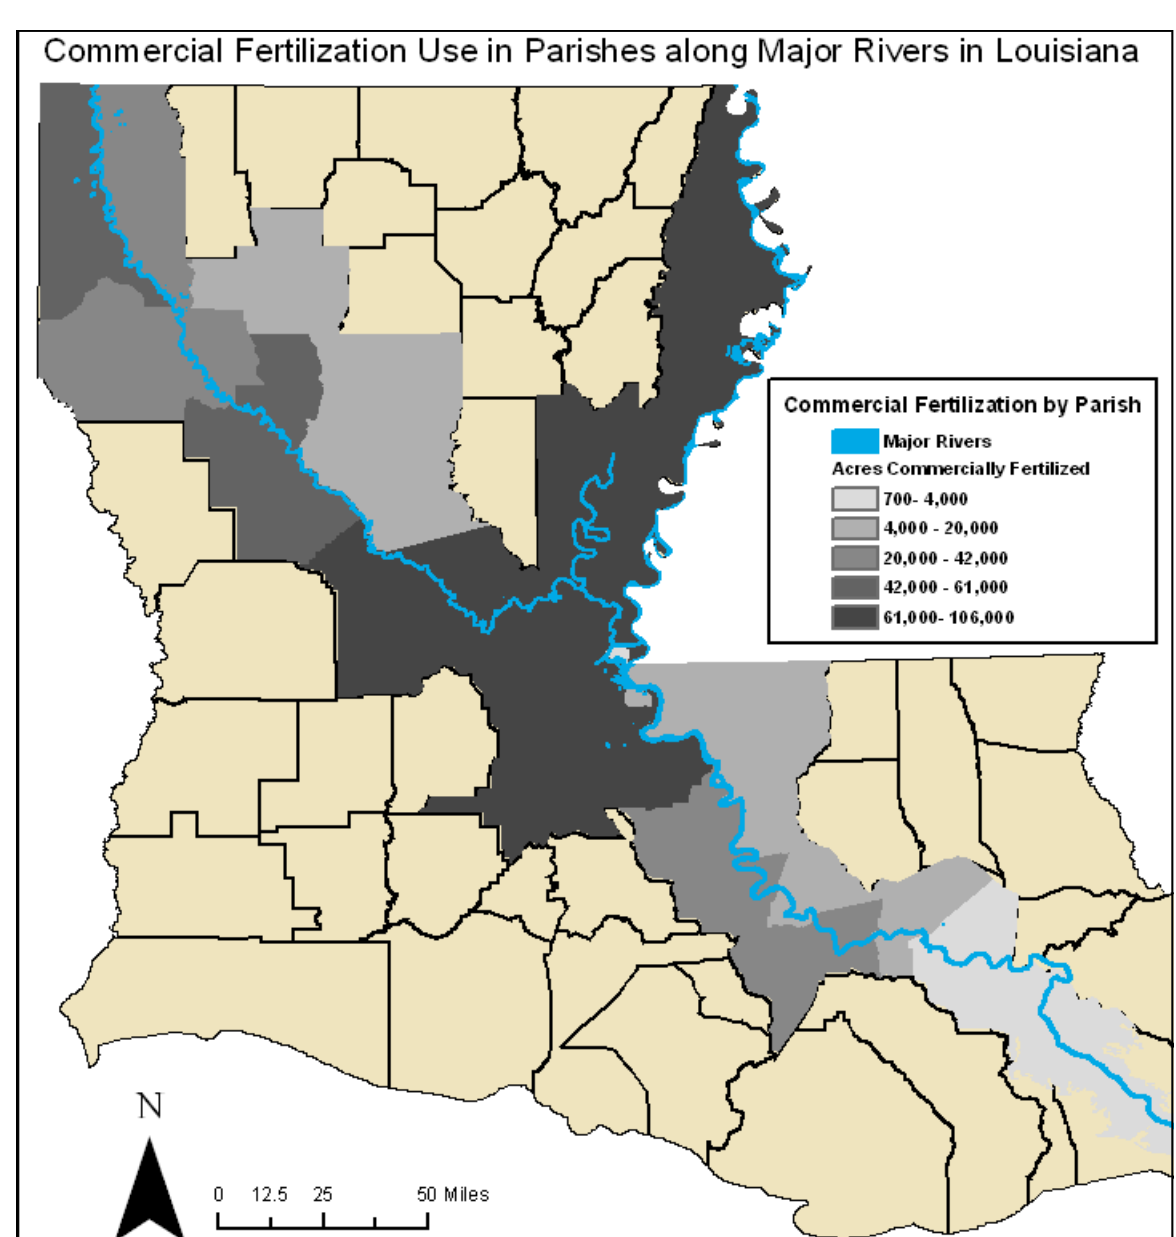 Commercial Fertilization Use in Parishes along Major Rivers in Louisiana
Commercial Fertilization by Parish
Major Rivers
Acres Commercially Fertilized
700- 4,000
4,000 - 20,000
20,000 - 42,000
42,000 - 61,000
61,000- 106,000
N
0 12.5 25 50 Miles